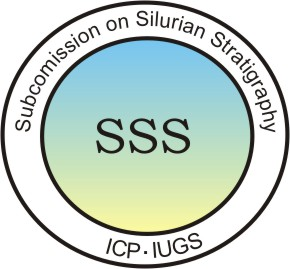 Subcomission on Silurian Stratigraphy
SSS
ICP·IUGS